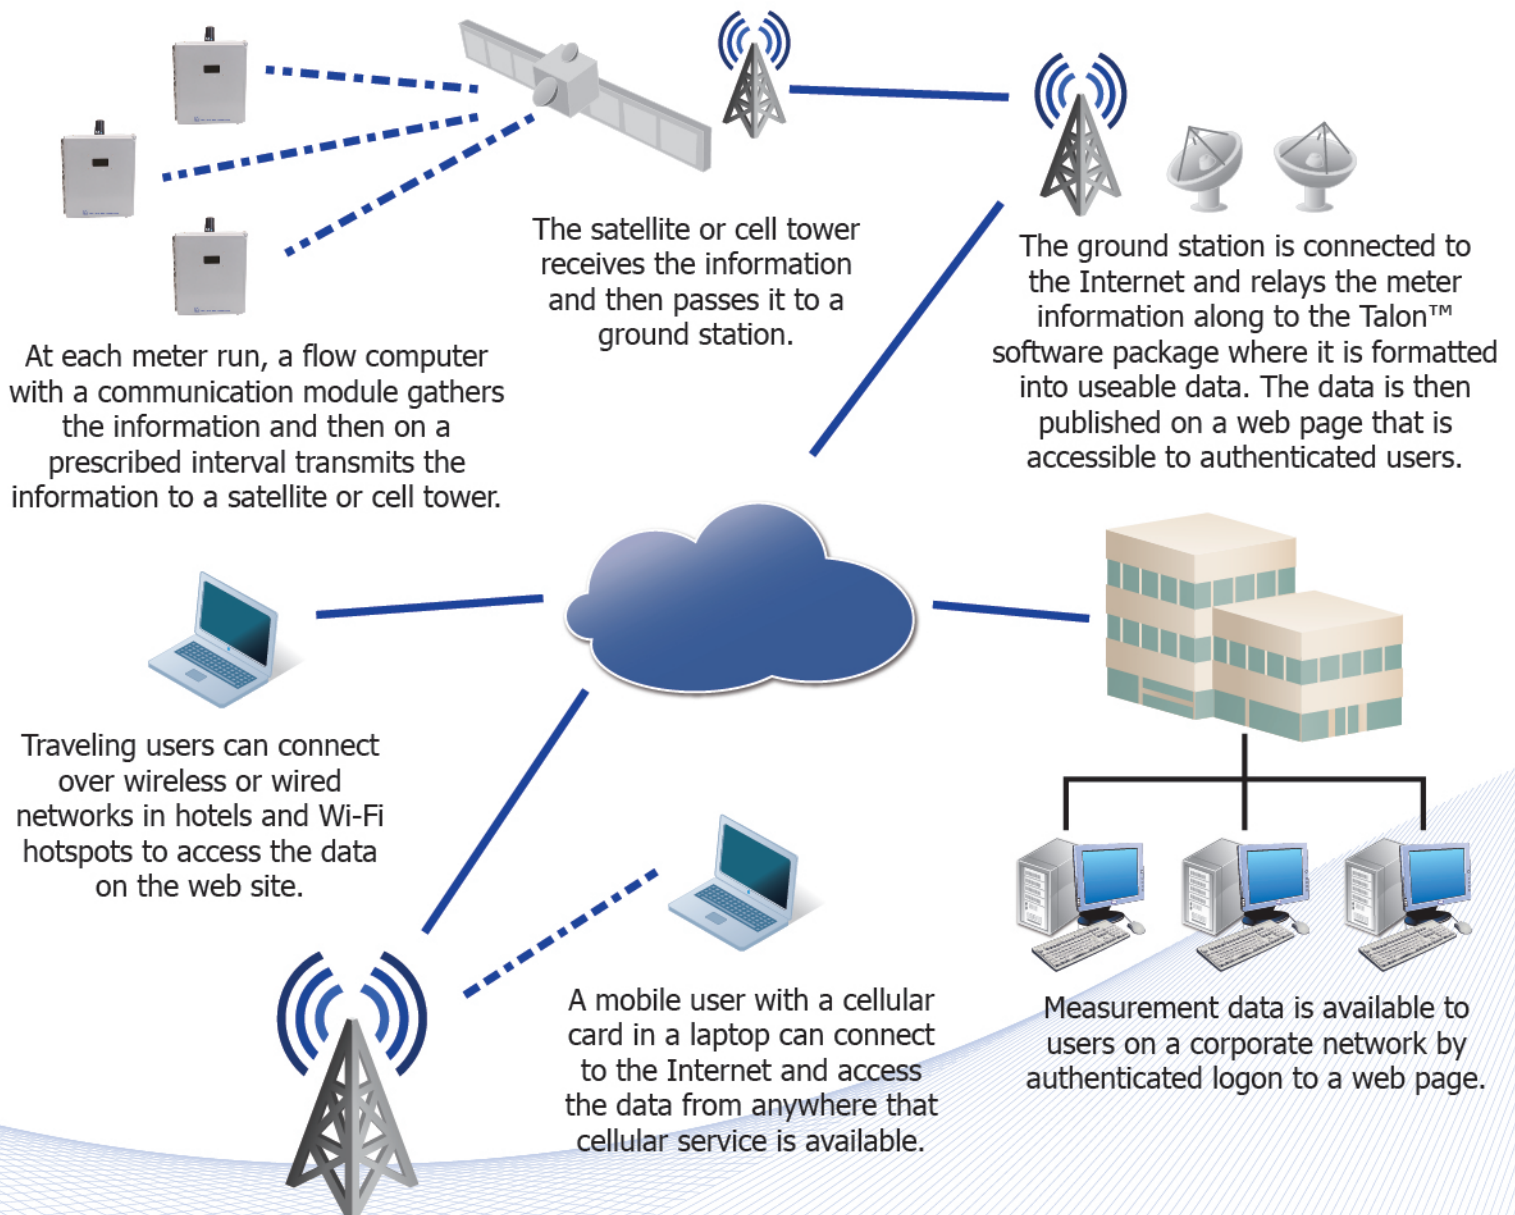 The satellite or cell tower
receives the information
and then passes it to a
ground station.
The ground station is connected to
the Internet and relays the meter
information along to the Talon™
software package where it is formatted
into useable data. The data is then
published on a web page that is
accessible to authenticated users.
At each meter run, a flow computer
with a communication module gathers
the information and then on a
prescribed interval transmits the
information to a satellite or cell tower.
Traveling users can connect
over wireless or wired
networks in hotels and Wi-Fi
hotspots to access the data
on the web site.
A mobile user with a cellular
card in a laptop can connect
to the Internet and access
the data from anywhere that
cellular service is available.
Measurement data is available to
users on a corporate network by
authenticated logon to a web page.